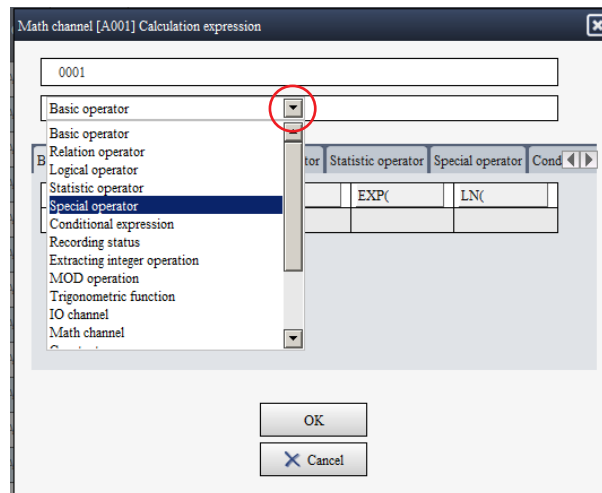 Math channel [A001] Calculation expression
0001
Basic operator
Basic operator
Relation operator
Logical operator
Statistic operator
Special operator
Conditional expression
Recording status
Extracting integer operation
MOD operation
Trigonometric function
IO channel
Math channel
B tor Statistic operator Special operator Cond
EXP( LN(
OK
Cancel